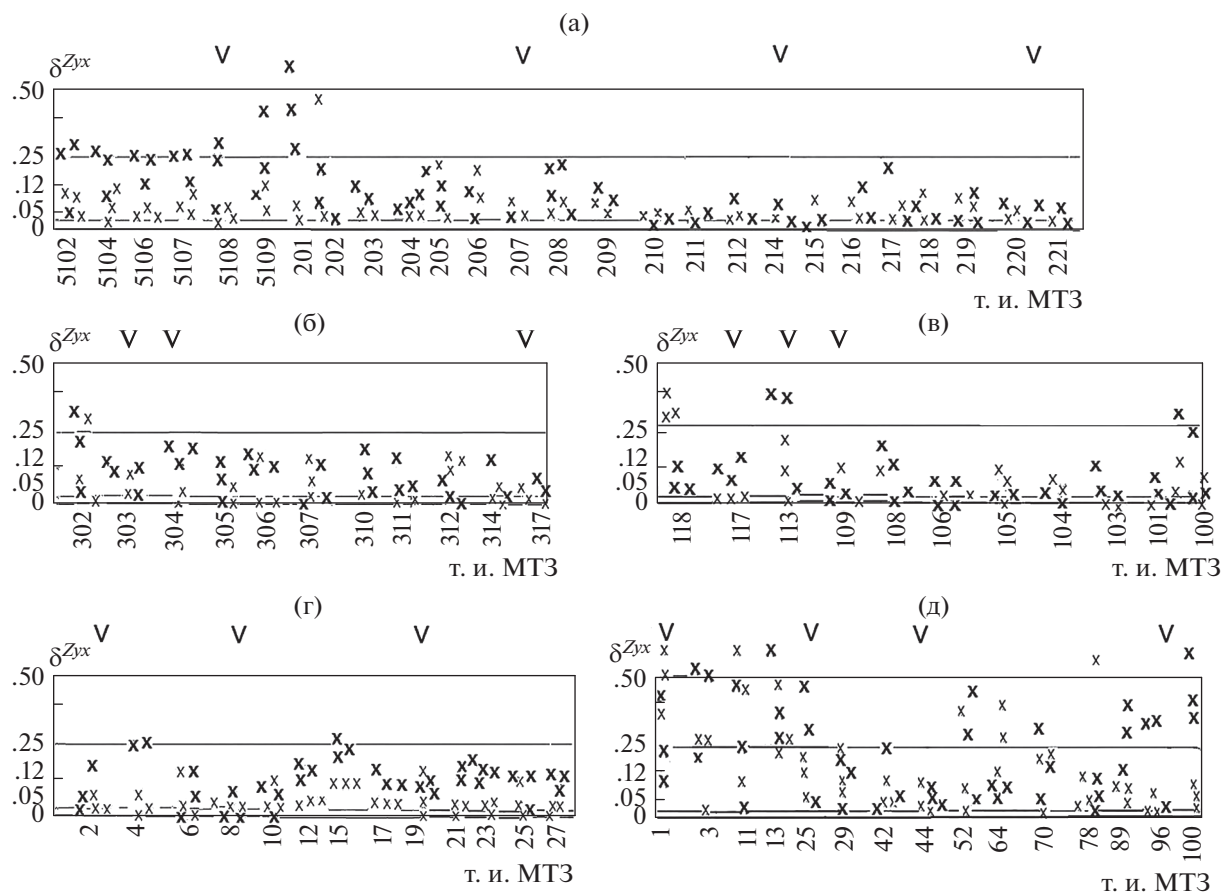 (а)
V V V V
δ^Zyx
.50
.25
.12
.05
0
5102 5104 5106 5107 5108 5109 201 202 203 204 205 206 207 208 209 210 211 212 214 215 216 217 218 219 220 221
т. и. МТЗ
(б)
V V V
δ^Zyx
.50
.25
.12
.05
0
302 303 304 305 306 307 310 311 312 314 317
т. и. МТЗ
(в)
V V V
δ^Zyx
0.50
.25
.12
.05
0
118 117 113 109 108 106 105 104 103 101 100
т. и. МТЗ
(г)
V V V
δ^Zyx
.50
.25
.12
.05
0
2 4 6 8 10 12 15 17 19 21 23 25 27
т. и. МТЗ
(д)
V V V V
δ^Zyx
.50
.25
.12
.05
0
1 3 11 13 25 29 42 44 52 64 70 78 89 96 100
т. и. МТЗ